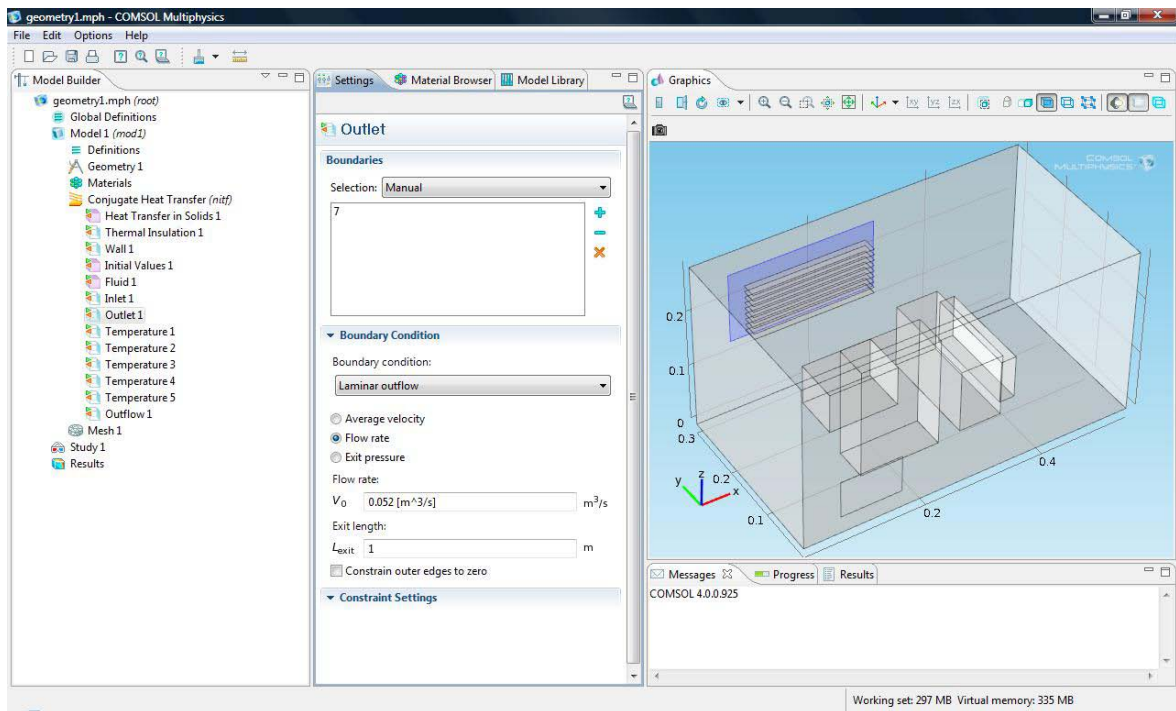 geometry1.mph - COMSOL Multiphysics
File Edit Options Help
Model Builder
geometry1.mph (root)
Global Definitions
Model 1 (mod1)
Definitions
Geometry 1
Materials
Conjugate Heat Transfer (nitf)
Heat Transfer in Solids 1
Thermal Insulation 1
Wall 1
Initial Values 1
Fluid 1
Inlet 1
Outlet 1
Temperature 1
Temperature 2
Temperature 3
Temperature 4
Temperature 5
Outflow 1
Mesh 1
Study 1
Results
Settings Material Browser Model Library
Outlet
Boundaries
Selection: Manual
7
Boundary Condition
Boundary condition:
Laminar outflow
Average velocity
Flow rate
Exit pressure
Flow rate:
V0 0.052 [m^3/s] m³/s
Exit length:
Lexit 1 m
Constrain outer edges to zero
Constraint Settings
Graphics
xy yz zx
COMSOL
MULTIPHYSICS
0.2
0.1
0
0.3
0.2
0.1
0.4
0.2
y z x
Messages Progress Results
COMSOL 4.0.0.925
Working set: 297 MB Virtual memory: 335 MB